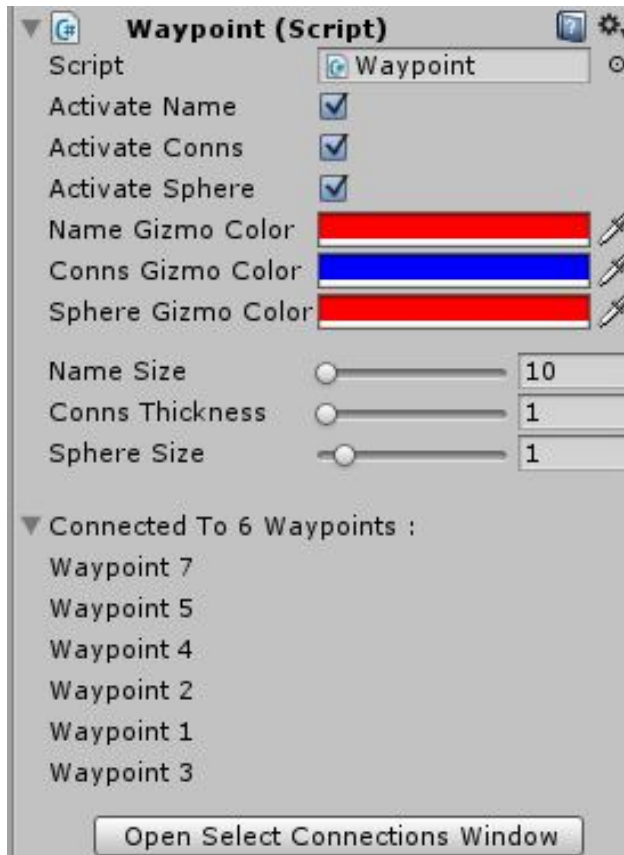 Waypoint (Script)
Script Waypoint
Activate Name
Activate Conns
Activate Sphere
Name Gizmo Color
Conns Gizmo Color
Sphere Gizmo Color
Name Size 10
Conns Thickness 1
Sphere Size 1
Connected To 6 Waypoints :
Waypoint 7
Waypoint 5
Waypoint 4
Waypoint 2
Waypoint 1
Waypoint 3
Open Select Connections Window